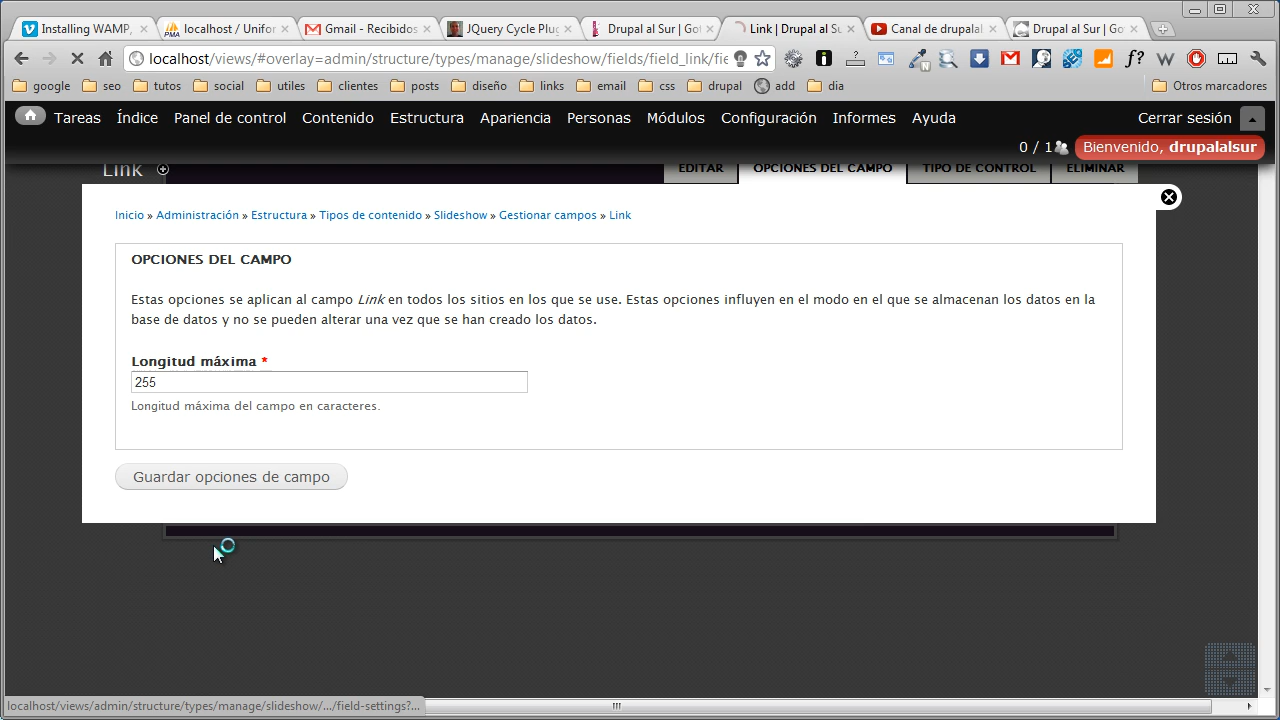 Installing WAMP,
localhost / Unifor
Gmail - Recibidos
JQuery Cycle Plug
Drupal al Sur | Got
Link | Drupal al Su
Canal de drupalal
Drupal al Sur | Go
localhost/views/#overlay=admin/structure/types/manage/slideshow/fields/field_link/fie
google seo tutos social utiles clientes posts diseño links email css drupal add dia Otros marcadores
Tareas Índice Panel de control Contenido Estructura Apariencia Personas Módulos Configuración Informes Ayuda Cerrar sesión
0 / 1 Bienvenido, drupalalsur
Link EDITAR OPCIONES DEL CAMPO TIPO DE CONTROL ELIMINAR
Inicio » Administración » Estructura » Tipos de contenido » Slideshow » Gestionar campos » Link
OPCIONES DEL CAMPO
Estas opciones se aplican al campo Link en todos los sitios en los que se use. Estas opciones influyen en el modo en el que se almacenan los datos en la
base de datos y no se pueden alterar una vez que se han creado los datos.
Longitud máxima *
255
Longitud máxima del campo en caracteres.
Guardar opciones de campo
localhost/views/admin/structure/types/manage/slideshow/.../field-settings?...